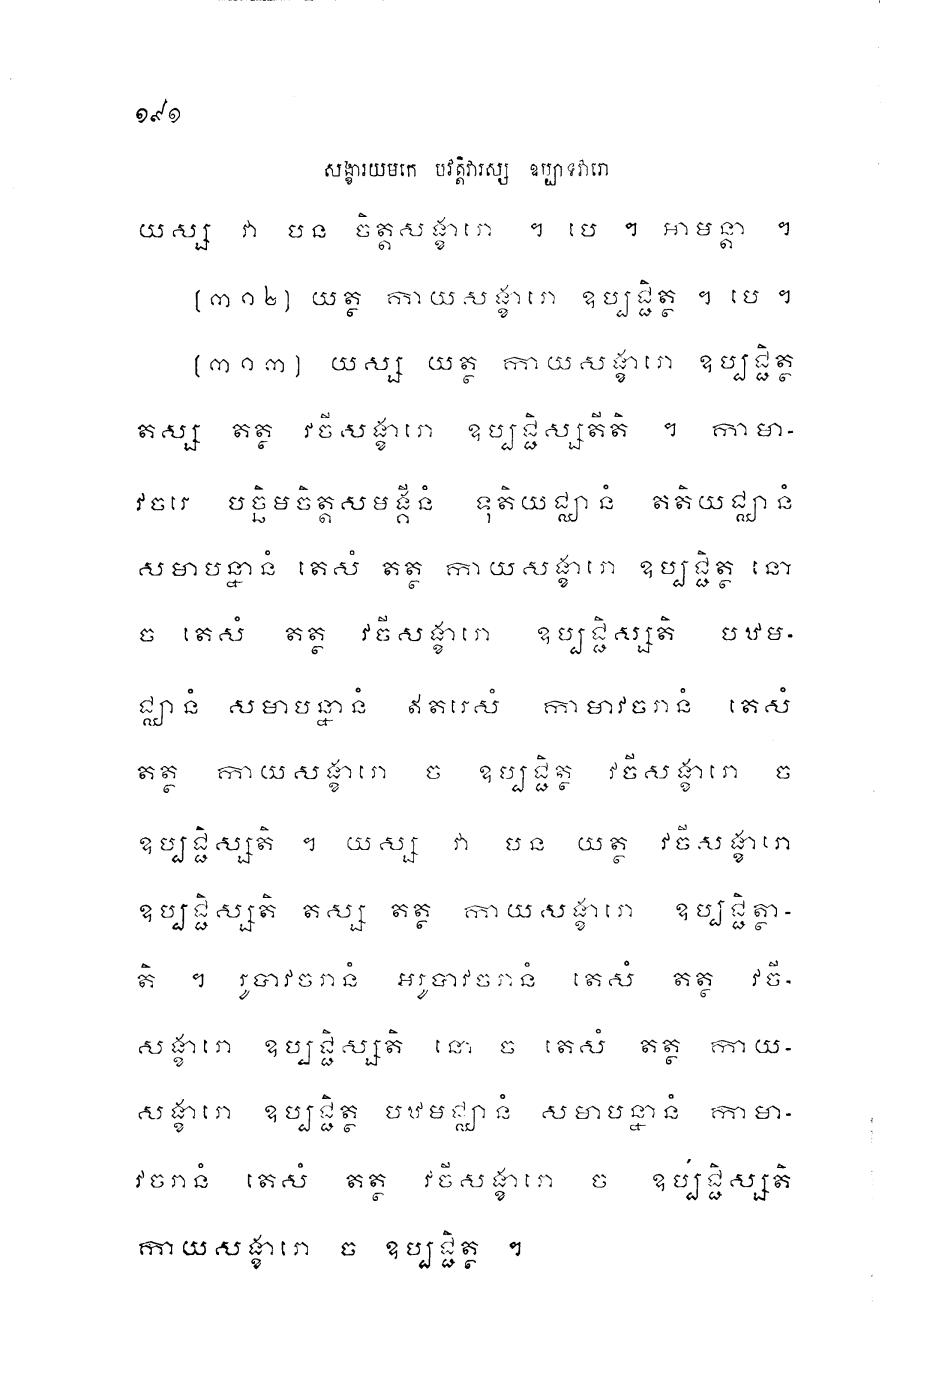 ១៩១
សង្ខារយមកេ បវត្តិវារស្ស ឧប្បាទវារោ
យស្ស វា បន ចិត្តសង្ខារោ ។ បេ ។ អាមន្តា ។
(៣១២) យត្ថ កាយសង្ខារោ ឧប្បជ្ជិត្ថ ។ បេ ។
(៣១៣) យស្ស យត្ថ កាយសង្ខារោ ឧប្បជ្ជិត្ថ
តស្ស តត្ថ វចីសង្ខារោ ឧប្បជ្ជិស្សតីតិ ។ កាមា-
វចរេ បច្ឆិមចិត្តសមង្គីនំ ទុតិយជ្ឈានំ តតិយជ្ឈានំ
សមាបន្នានំ តេសំ តត្ថ កាយសង្ខារោ ឧប្បជ្ជិត្ថ នោ
ច តេសំ តត្ថ វចីសង្ខារោ ឧប្បជ្ជិស្សតិ បឋម-
ជ្ឈានំ សមាបន្នានំ ឥតរេសំ កាមាវចរានំ តេសំ
តត្ថ កាយសង្ខារោ ច ឧប្បជ្ជិត្ថ វចីសង្ខារោ ច
ឧប្បជ្ជិស្សតិ ។ យស្ស វា បន យត្ថ វចីសង្ខារោ
ឧប្បជ្ជិស្សតិ តស្ស តត្ថ កាយសង្ខារោ ឧប្បជ្ជិត្ថា-
តិ ។ រូបាវចរានំ អរូបាវចរានំ តេសំ តត្ថ វចី-
សង្ខារោ ឧប្បជ្ជិស្សតិ នោ ច តេសំ តត្ថ កាយ-
សង្ខារោ ឧប្បជ្ជិត្ថ បឋមជ្ឈានំ សមាបន្នានំ កាមា-
វចរានំ តេសំ តត្ថ វចីសង្ខារោ ច ឧប្បជ្ជិស្សតិ
កាយសង្ខារោ ច ឧប្បជ្ជិត្ថ ។